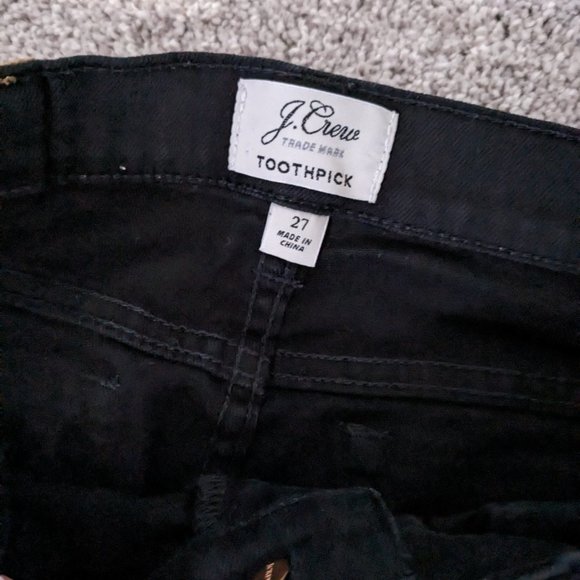 J.Crew
TRADE MARK
TOOTHPICK
27
MADE IN
CHINA